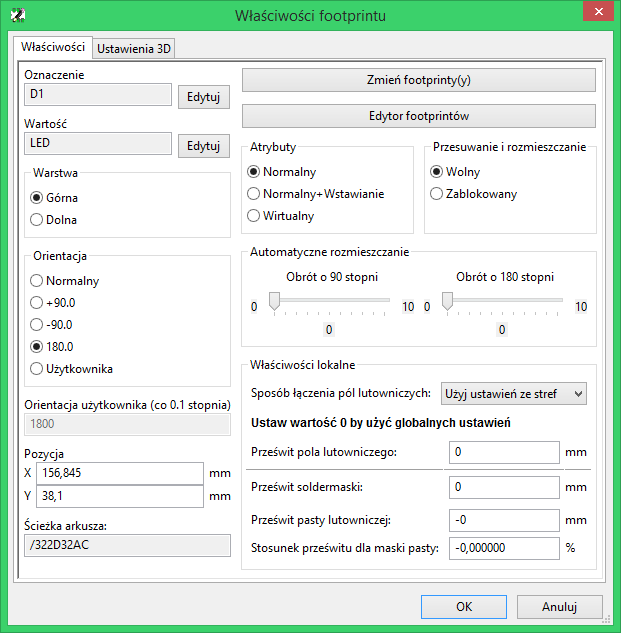 Właściwości footprintu
Właściwości
Ustawienia 3D
Oznaczenie
D1
Edytuj
Wartość
LED
Edytuj
Warstwa
Górna
Dolna
Orientacja
Normalny
+90.0
-90.0
180.0
Użytkownika
Orientacja użytkownika (co 0.1 stopnia)
1800
Pozycja
X 156,845 mm
Y 38,1 mm
Ścieżka arkusza:
/322D32AC
Zmień footprinty(y)
Edytor footprintów
Atrybuty
Normalny
Normalny+Wstawianie
Wirtualny
Przesuwanie i rozmieszczanie
Wolny
Zablokowany
Automatyczne rozmieszczanie
Obrót o 90 stopni
0 10
0
Obrót o 180 stopni
0 10
0
Właściwości lokalne
Sposób łączenia pól lutowniczych: Użyj ustawień ze stref
Ustaw wartość 0 by użyć globalnych ustawień
Prześwit pola lutowniczego: 0 mm
Prześwit soldermaski: 0 mm
Prześwit pasty lutowniczej: -0 mm
Stosunek prześwitu dla maski pasty: -0,000000 %
OK
Anuluj